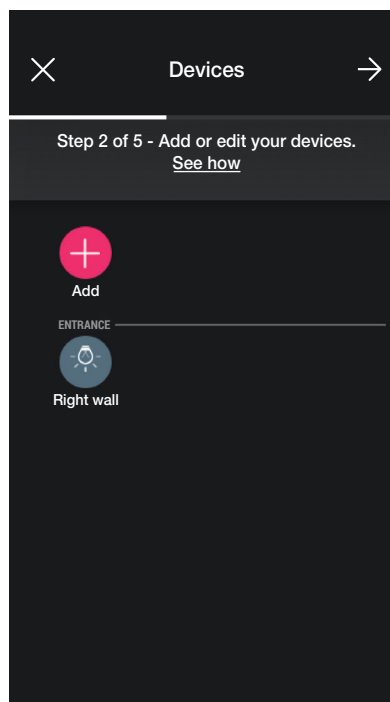 Devices
Step 2 of 5 - Add or edit your devices.
See how
Add
ENTRANCE
Right wall